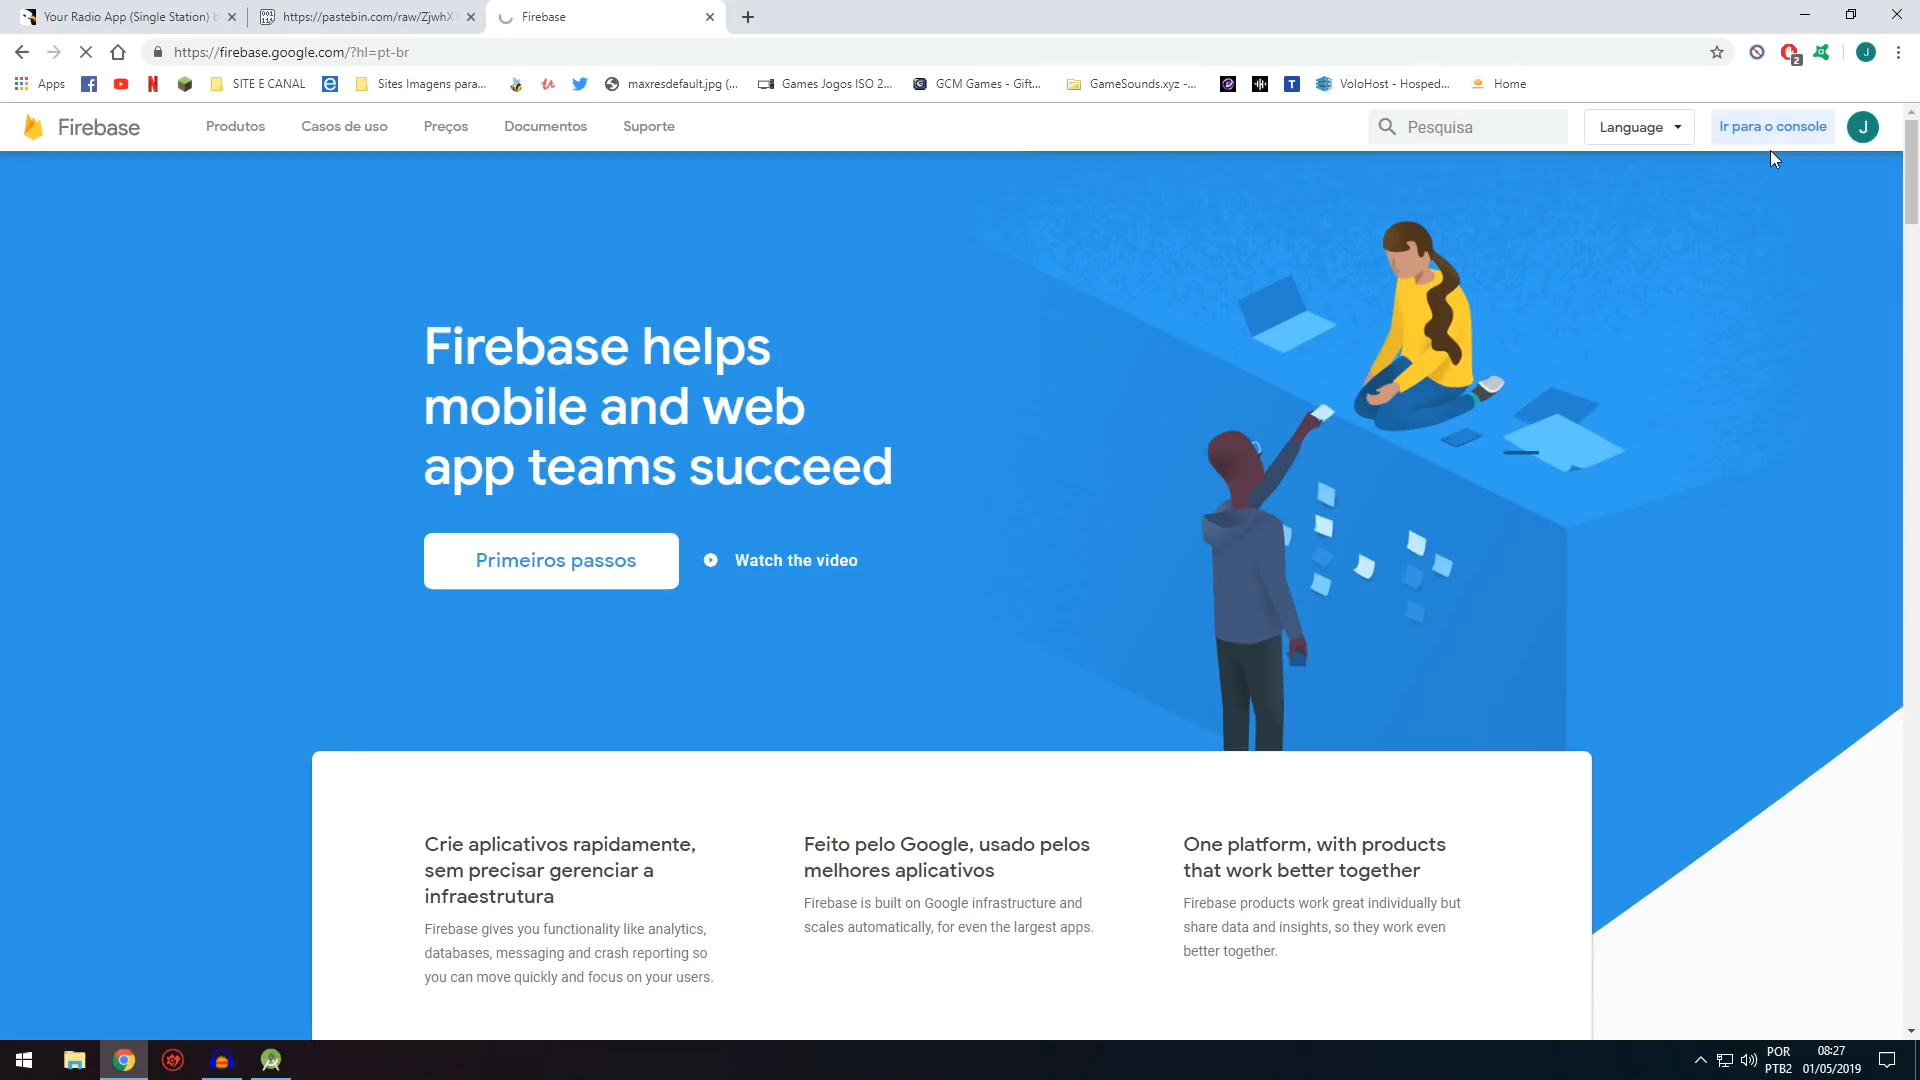 Your Radio App (Single Station)
https://pastebin.com/raw/ZjwhX
Firebase
https://firebase.google.com/?hl=pt-br
2
J
Apps
SITE E CANAL
Sites Imagens para...
maxresdefault.jpg (...
Games Jogos ISO 2...
GCM Games - Gift...
GameSounds.xyz -...
T
VoloHost - Hosped...
Home
Firebase
Produtos
Casos de uso
Preços
Documentos
Suporte
Pesquisa
Language
Ir para o console
J
Firebase helps
mobile and web
app teams succeed
Primeiros passos
Watch the video
Crie aplicativos rapidamente,
sem precisar gerenciar a
infraestrutura
Firebase gives you functionality like analytics,
databases, messaging and crash reporting so
you can move quickly and focus on your users.
Feito pelo Google, usado pelos
melhores aplicativos
Firebase is built on Google infrastructure and
scales automatically, for even the largest apps.
One platform, with products
that work better together
Firebase products work great individually but
share data and insights, so they work even
better together.
POR
PTB2
08:27
01/05/2019